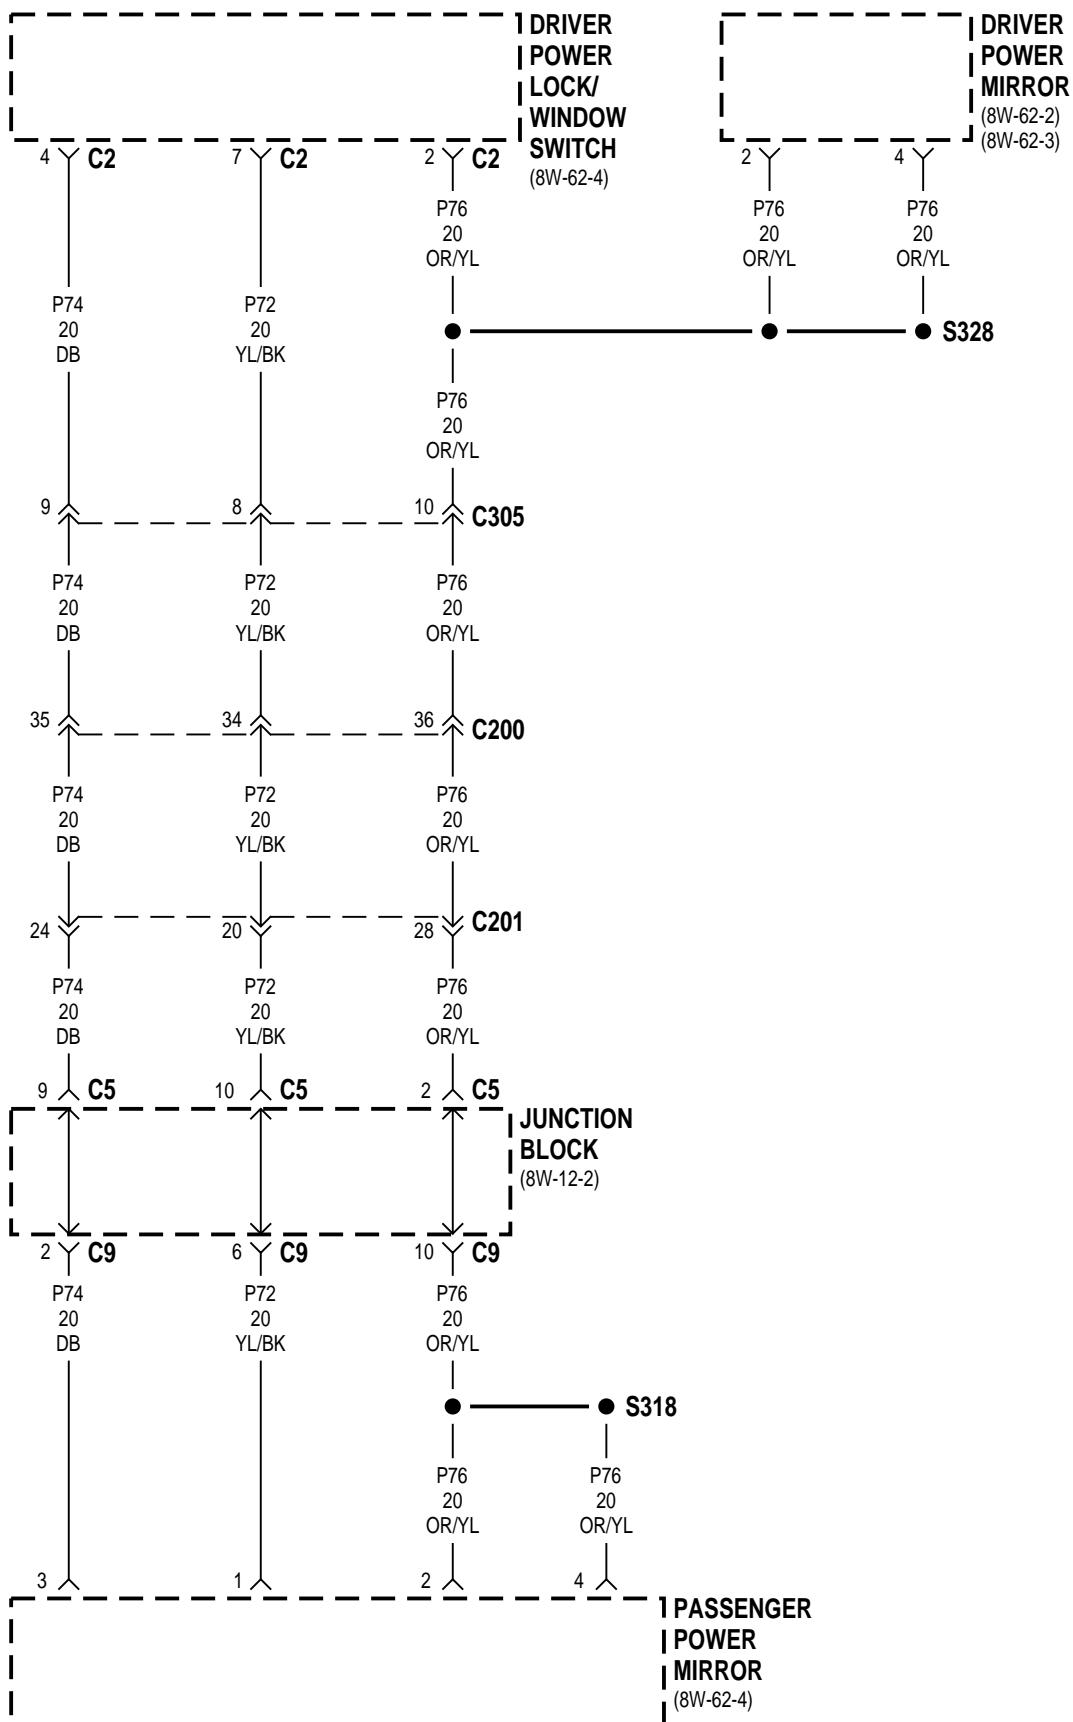 DRIVER
POWER
LOCK/
WINDOW
SWITCH
(8W-62-4)
DRIVER
POWER
MIRROR
(8W-62-2)
(8W-62-3)
4 C2 7 C2 2 C2 2 4
P76 P76 P76
20 20 20
OR/YL OR/YL OR/YL
P74 P72
20 20
DB YL/BK
S328
P76
20
OR/YL
9 8 10 C305
P74 P72 P76
20 20 20
DB YL/BK OR/YL
35 34 36 C200
P74 P72 P76
20 20 20
DB YL/BK OR/YL
24 20 28 C201
P74 P72 P76
20 20 20
DB YL/BK OR/YL
9 C5 10 C5 2 C5
JUNCTION
BLOCK
(8W-12-2)
2 C9 6 C9 10 C9
P74 P72 P76
20 20 20
DB YL/BK OR/YL
S318
P76 P76
20 20
OR/YL OR/YL
3 1 2 4
PASSENGER
POWER
MIRROR
(8W-62-4)